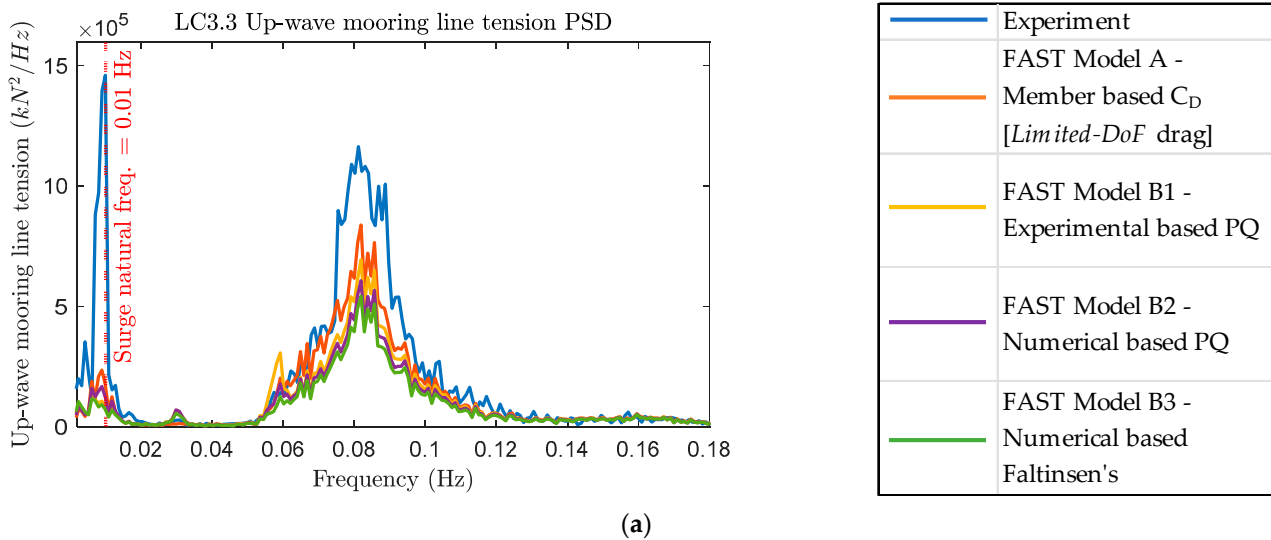 LC3.3 Up-wave mooring line tension PSD
×10⁵
Up-wave mooring line tension (kN²/Hz)
15
10
5
0
Surge natural freq. = 0.01 Hz
0.02
0.04
0.06
0.08
0.1
0.12
0.14
0.16
0.18
Frequency (Hz)
Experiment
FAST Model A -
Member based C_D
[Limited-DoF drag]
FAST Model B1 -
Experimental based PQ
FAST Model B2 -
Numerical based PQ
FAST Model B3 -
Numerical based
Faltinsen's
(a)